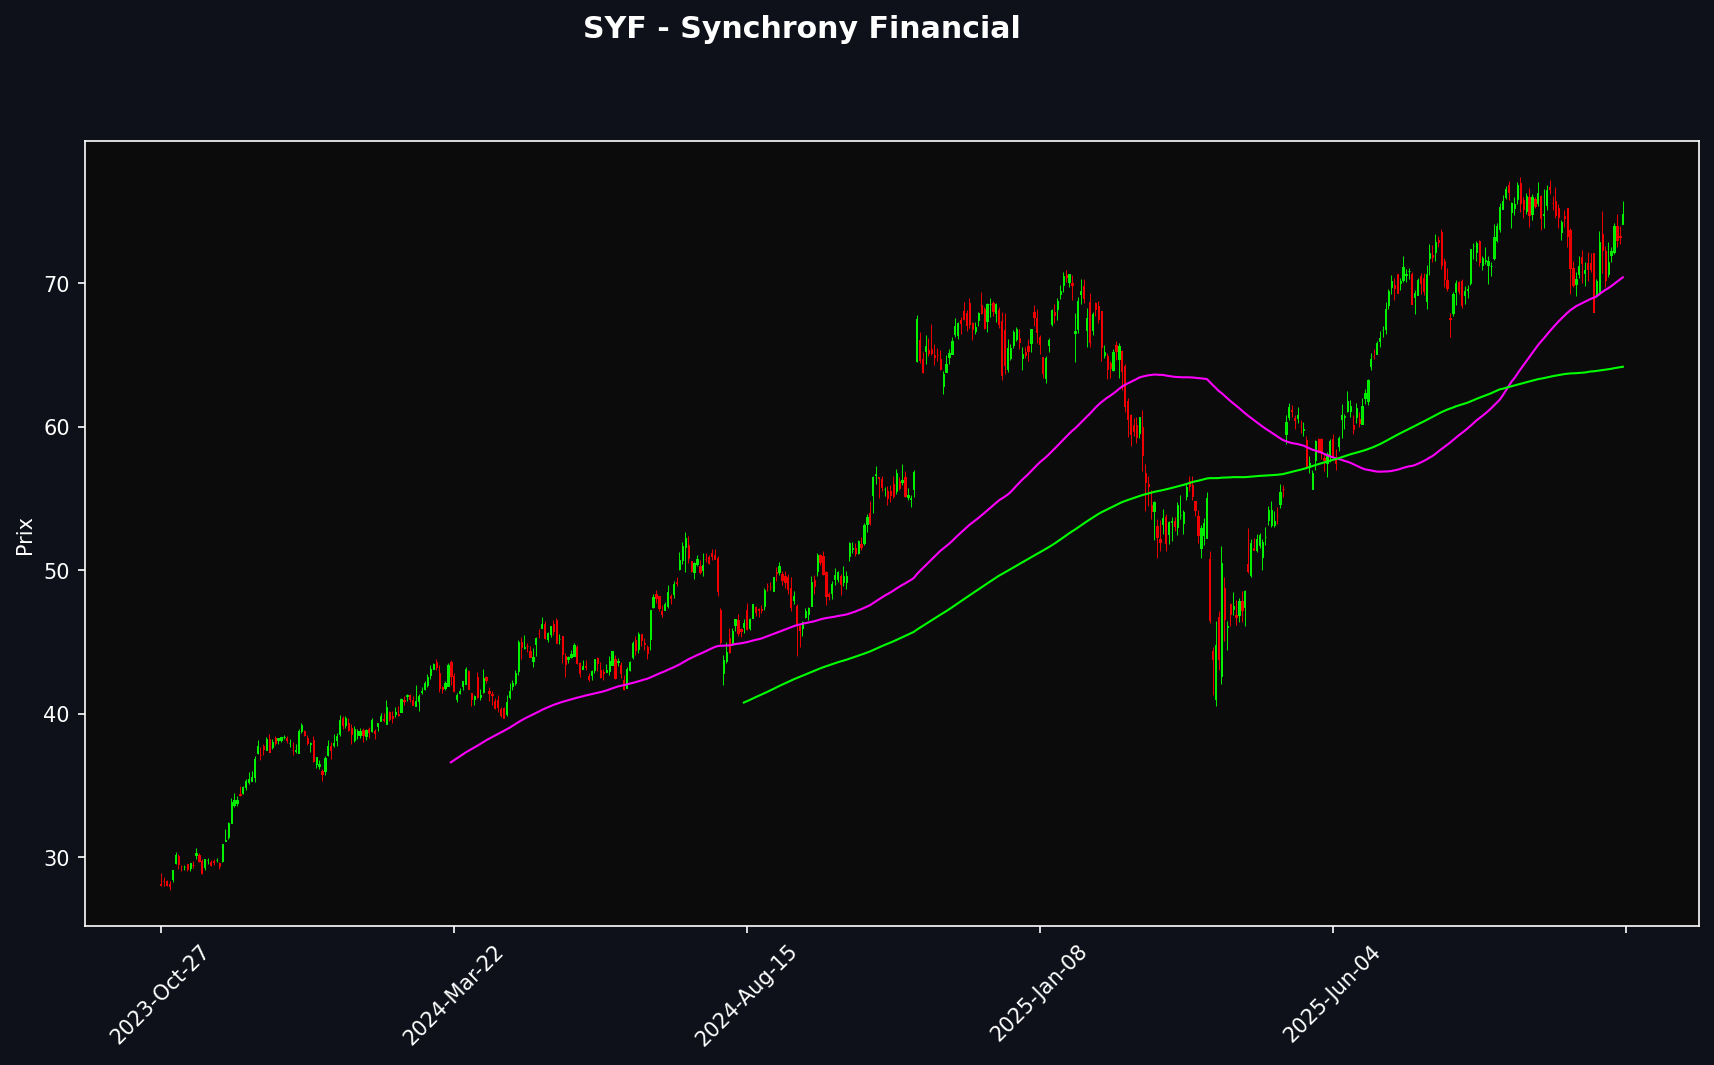 SYF - Synchrony Financial
Prix
70
60
50
40
30
2023-Oct-27
2024-Mar-22
2024-Aug-15
2025-Jan-08
2025-Jun-04